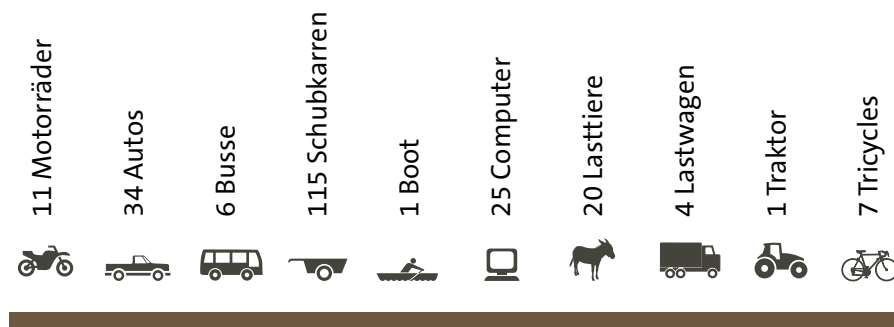 11 Motorräder
34 Autos
6 Busse
115 Schubkarren
1 Boot
25 Computer
20 Lasttiere
4 Lastwagen
1 Traktor
7 Tricycles